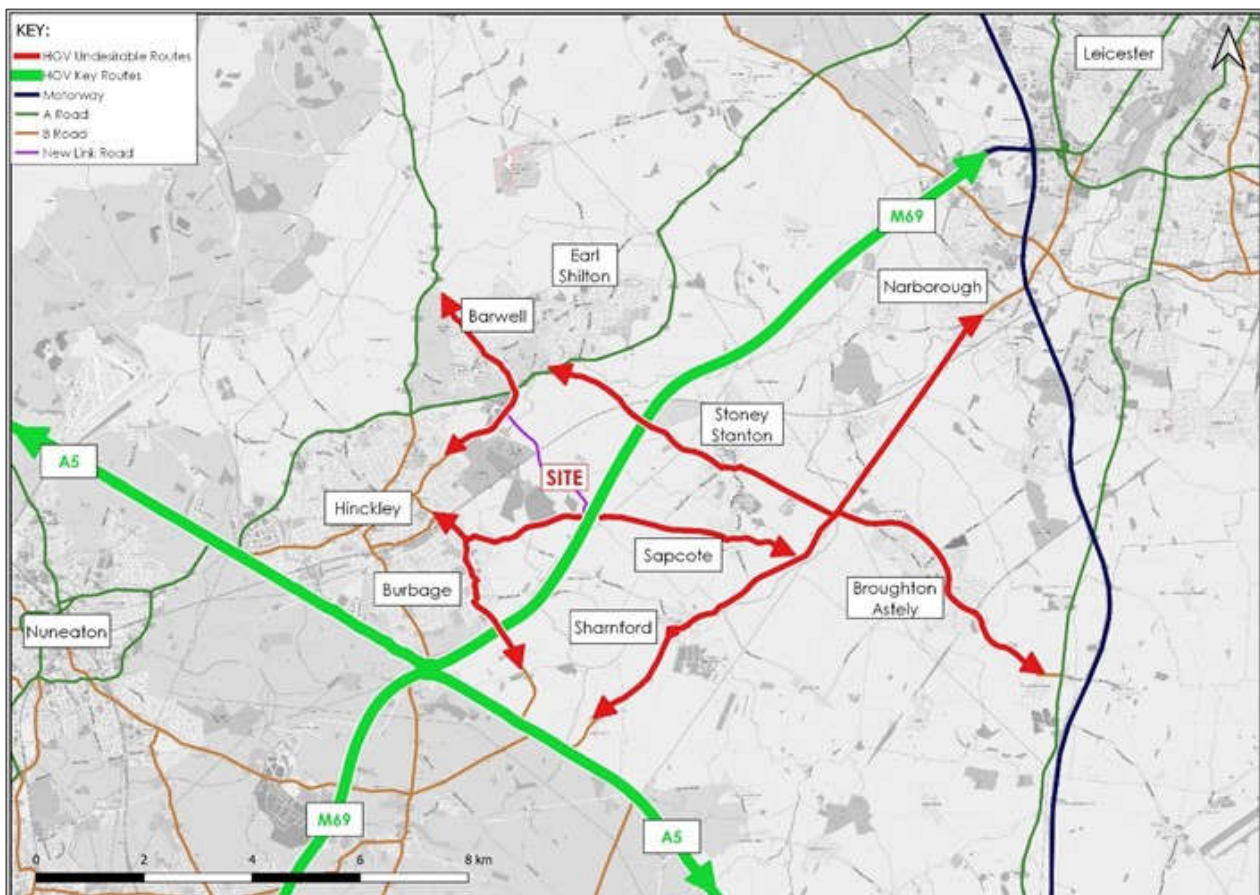 KEY:
HGV Undesirable Routes
HGV Key Routes
Motorway
A Road
B Road
New Link Road
Leicester
M69
Earl
Shilton
Narborough
Barwell
Stoney
Stanton
A5
SITE
Hinckley
Sapcote
Burbage
Broughton
Astely
Sharnford
Nuneaton
M69
A5
0 2 4 6 8 km